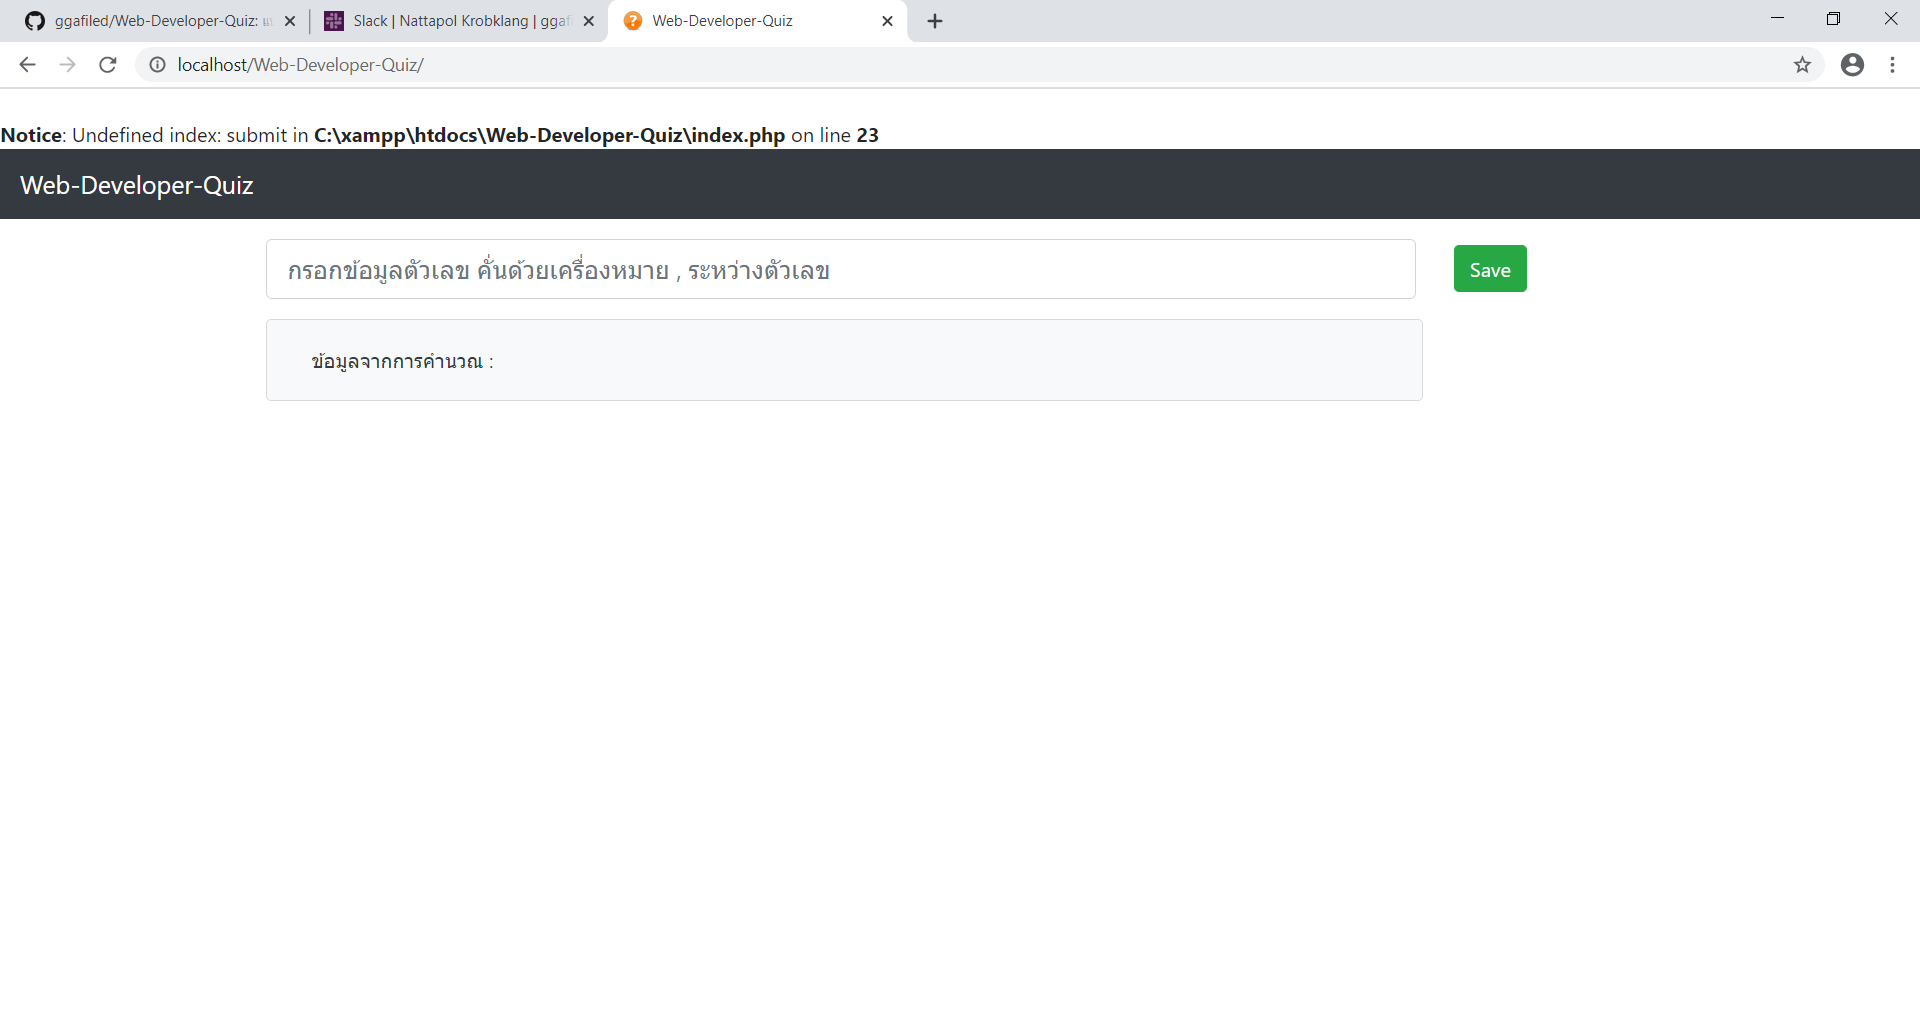 ggafiled/Web-Developer-Quiz:
Slack | Nattapol Krobklang | ggafi
Web-Developer-Quiz
localhost/Web-Developer-Quiz/
Notice: Undefined index: submit in C:\xampp\htdocs\Web-Developer-Quiz\index.php on line 23
Web-Developer-Quiz
กรอกข้อมูลตัวเลข คั่นด้วยเครื่องหมาย , ระหว่างตัวเลข
Save
ข้อมูลจากการคำนวณ :